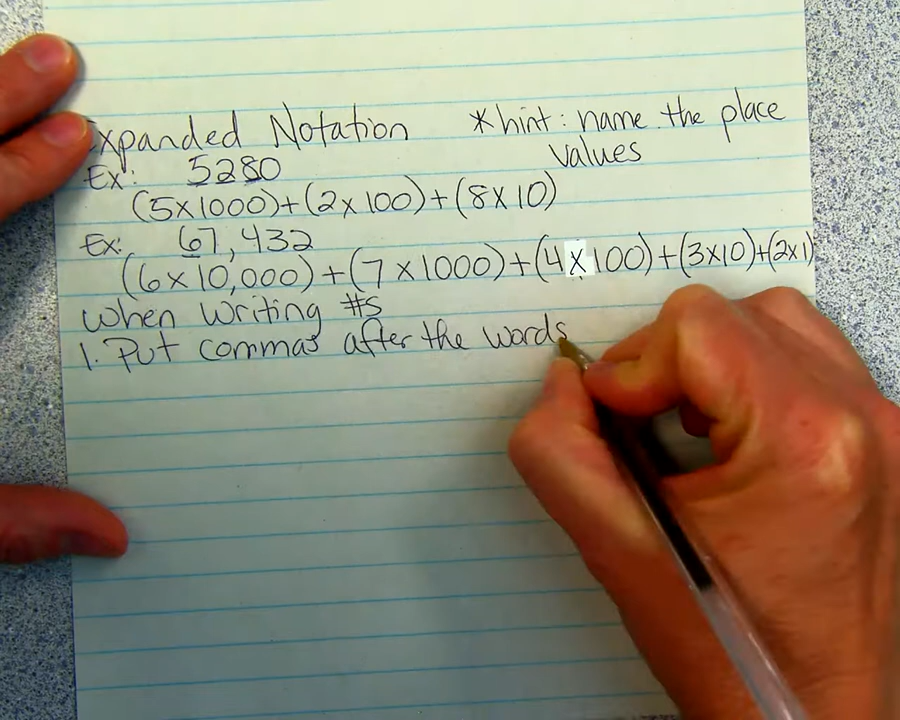 Expanded Notation *hint: name the place
values
Ex: 5280
(5x1000)+(2x100)+(8x10)
Ex: 67,432
(6x10,000)+(7x1000)+(4x100)+(3x10)+(2x1)
When writing #s
1. Put commas after the words